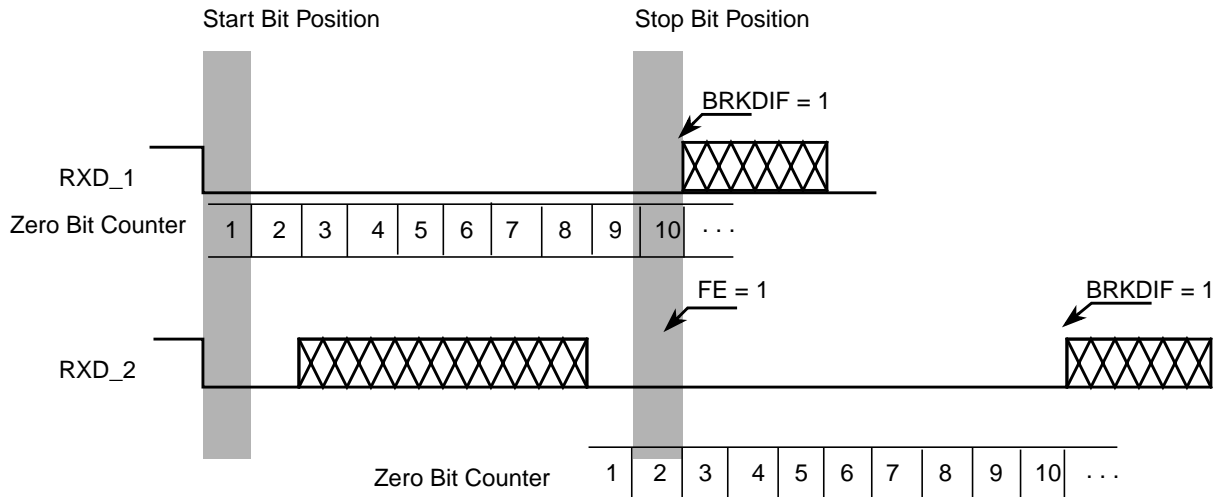 Start Bit Position Stop Bit Position
BRKDIF = 1
RXD_1
Zero Bit Counter 1 2 3 4 5 6 7 8 9 10 . . .
FE = 1 BRKDIF = 1
RXD_2
Zero Bit Counter 1 2 3 4 5 6 7 8 9 10 . . .